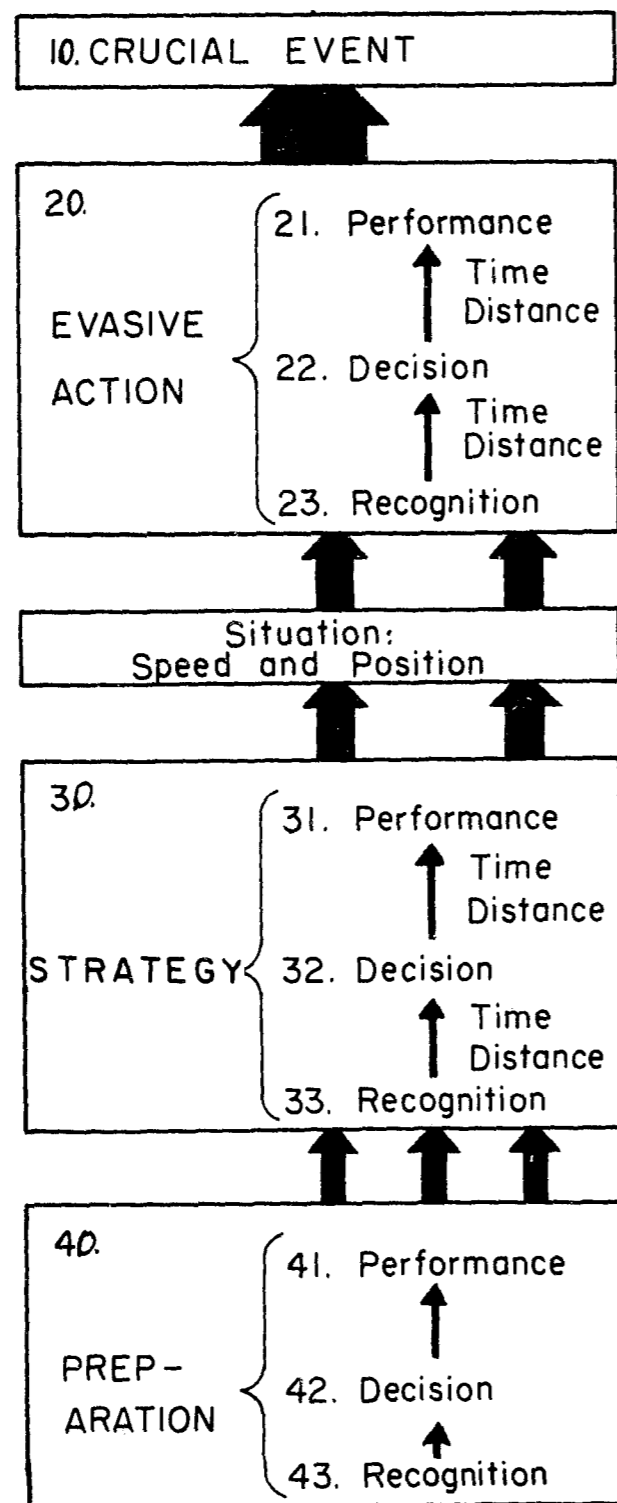 10. CRUCIAL EVENT
20.
EVASIVE
ACTION
21. Performance
Time
Distance
22. Decision
Time
Distance
23. Recognition
Situation:
Speed and Position
30.
STRATEGY
31. Performance
Time
Distance
32. Decision
Time
Distance
33. Recognition
40.
PREP-
ARATION
41. Performance
42. Decision
43. Recognition